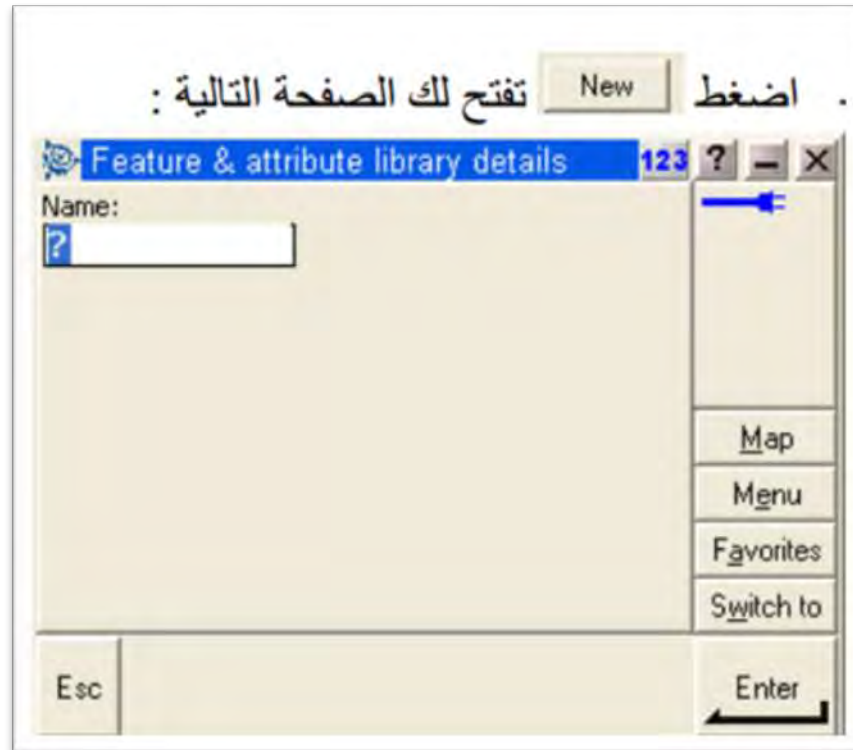 . اضغط New تفتح لك الصفحة التالية :
Feature & attribute library details 123 ?
Name:
?
Map
Menu
Favorites
Switch to
Esc
Enter